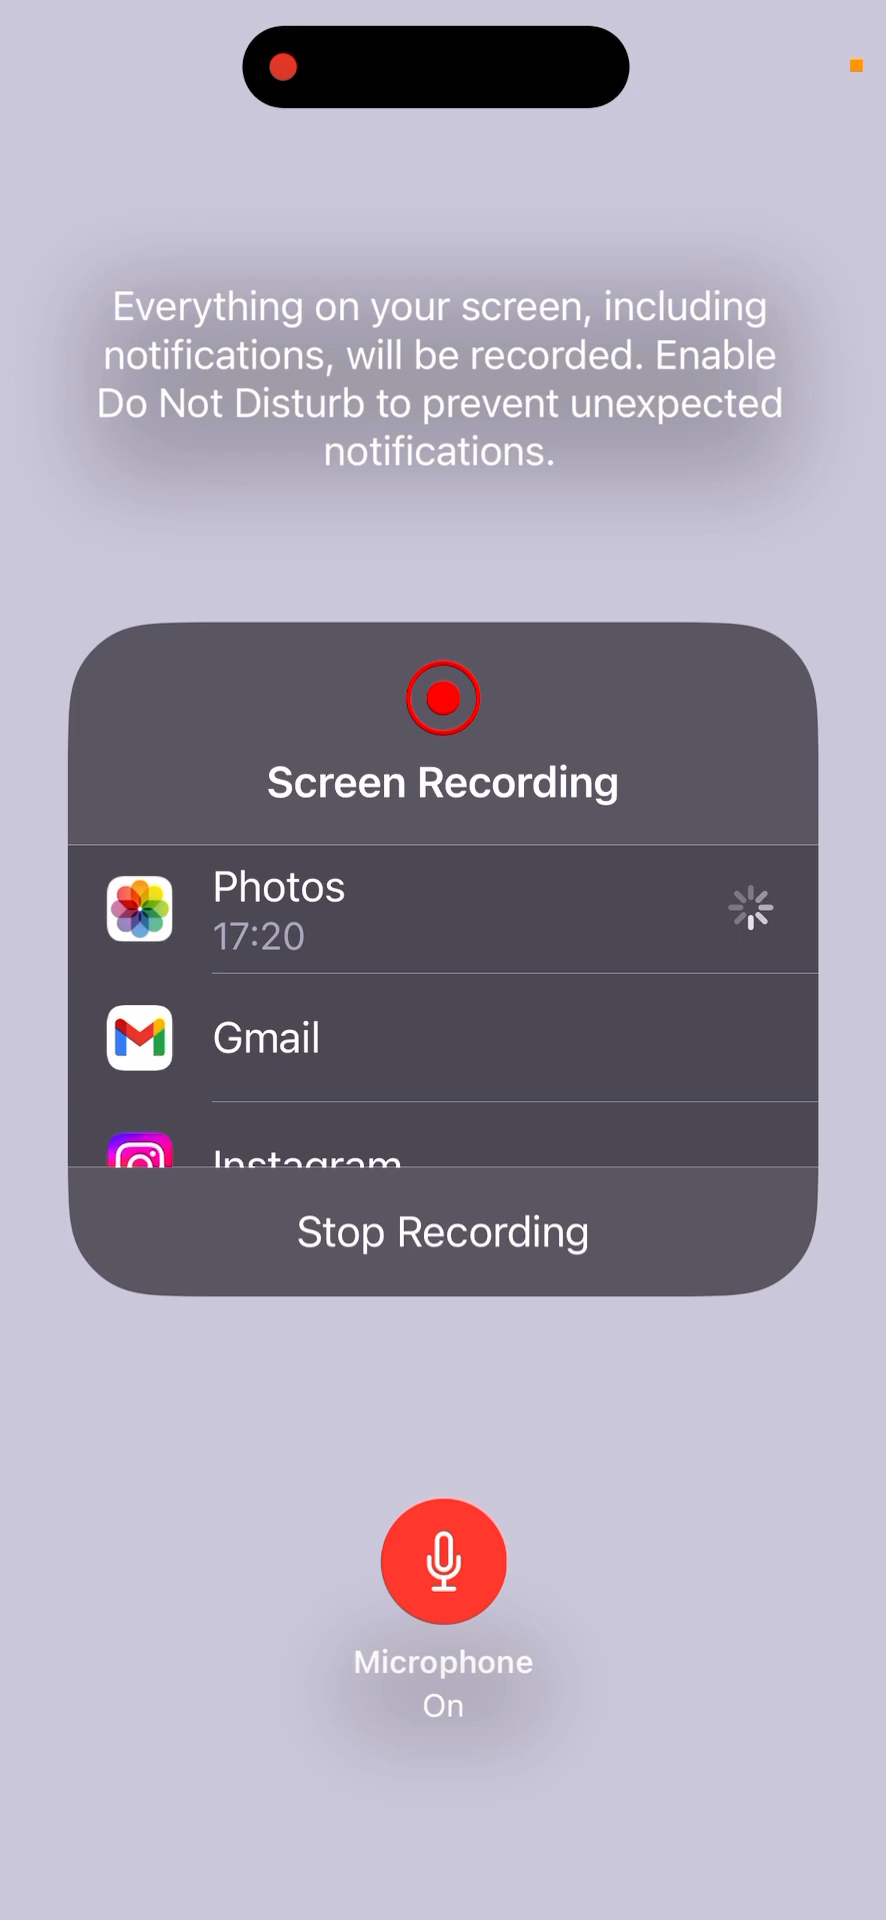 Everything on your screen, including
notifications, will be recorded. Enable
Do Not Disturb to prevent unexpected
notifications.
Screen Recording
Photos
17:20
Gmail
Instagram
Stop Recording
Microphone
On